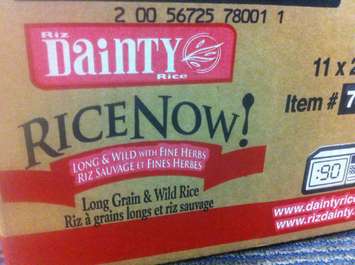 2 00 56725 78001 1
Riz
Dainty
Rice
RICENOW!
LONG & WILD WITH FINE HERBS
RIZ SAUVAGE ET FINES HERBES
Long Grain & Wild Rice
Riz à grains longs et riz sauvage
11 x 2
Item # 7
:90
www.daintyric
www.rizdainty.